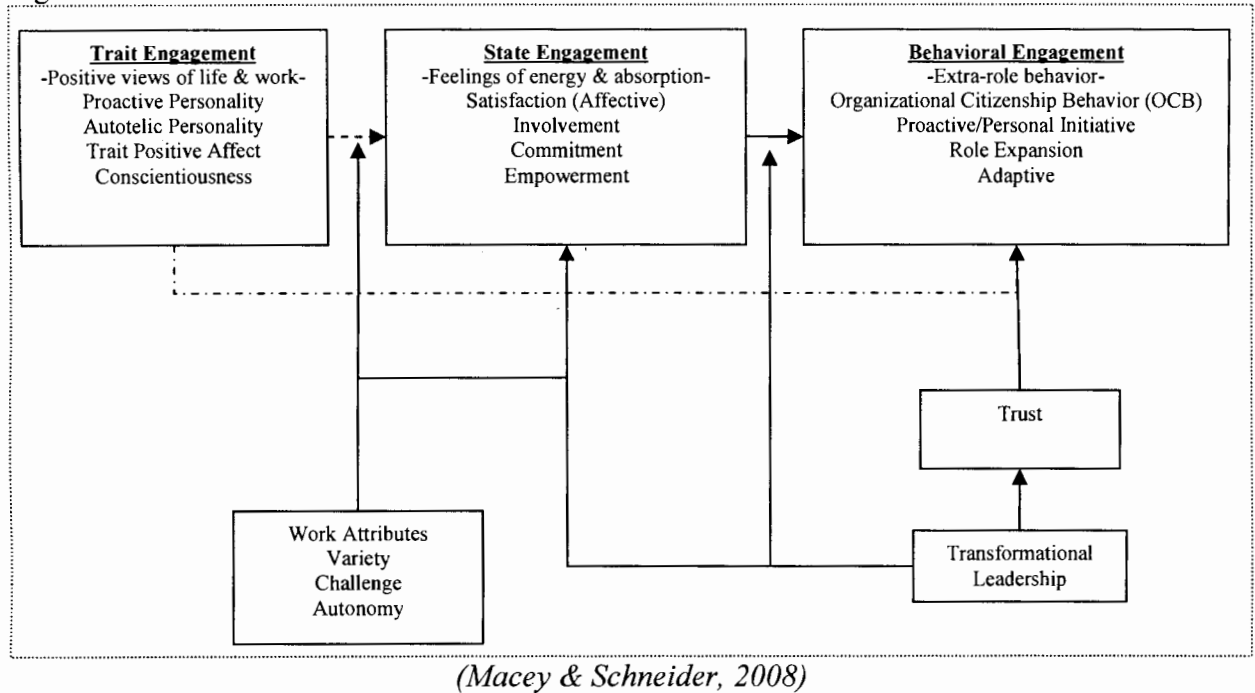 Trait Engagement
-Positive views of life & work-
Proactive Personality
Autotelic Personality
Trait Positive Affect
Conscientiousness
State Engagement
-Feelings of energy & absorption-
Satisfaction (Affective)
Involvement
Commitment
Empowerment
Behavioral Engagement
-Extra-role behavior-
Organizational Citizenship Behavior (OCB)
Proactive/Personal Initiative
Role Expansion
Adaptive
Trust
Work Attributes
Variety
Challenge
Autonomy
Transformational
Leadership
(Macey & Schneider, 2008)